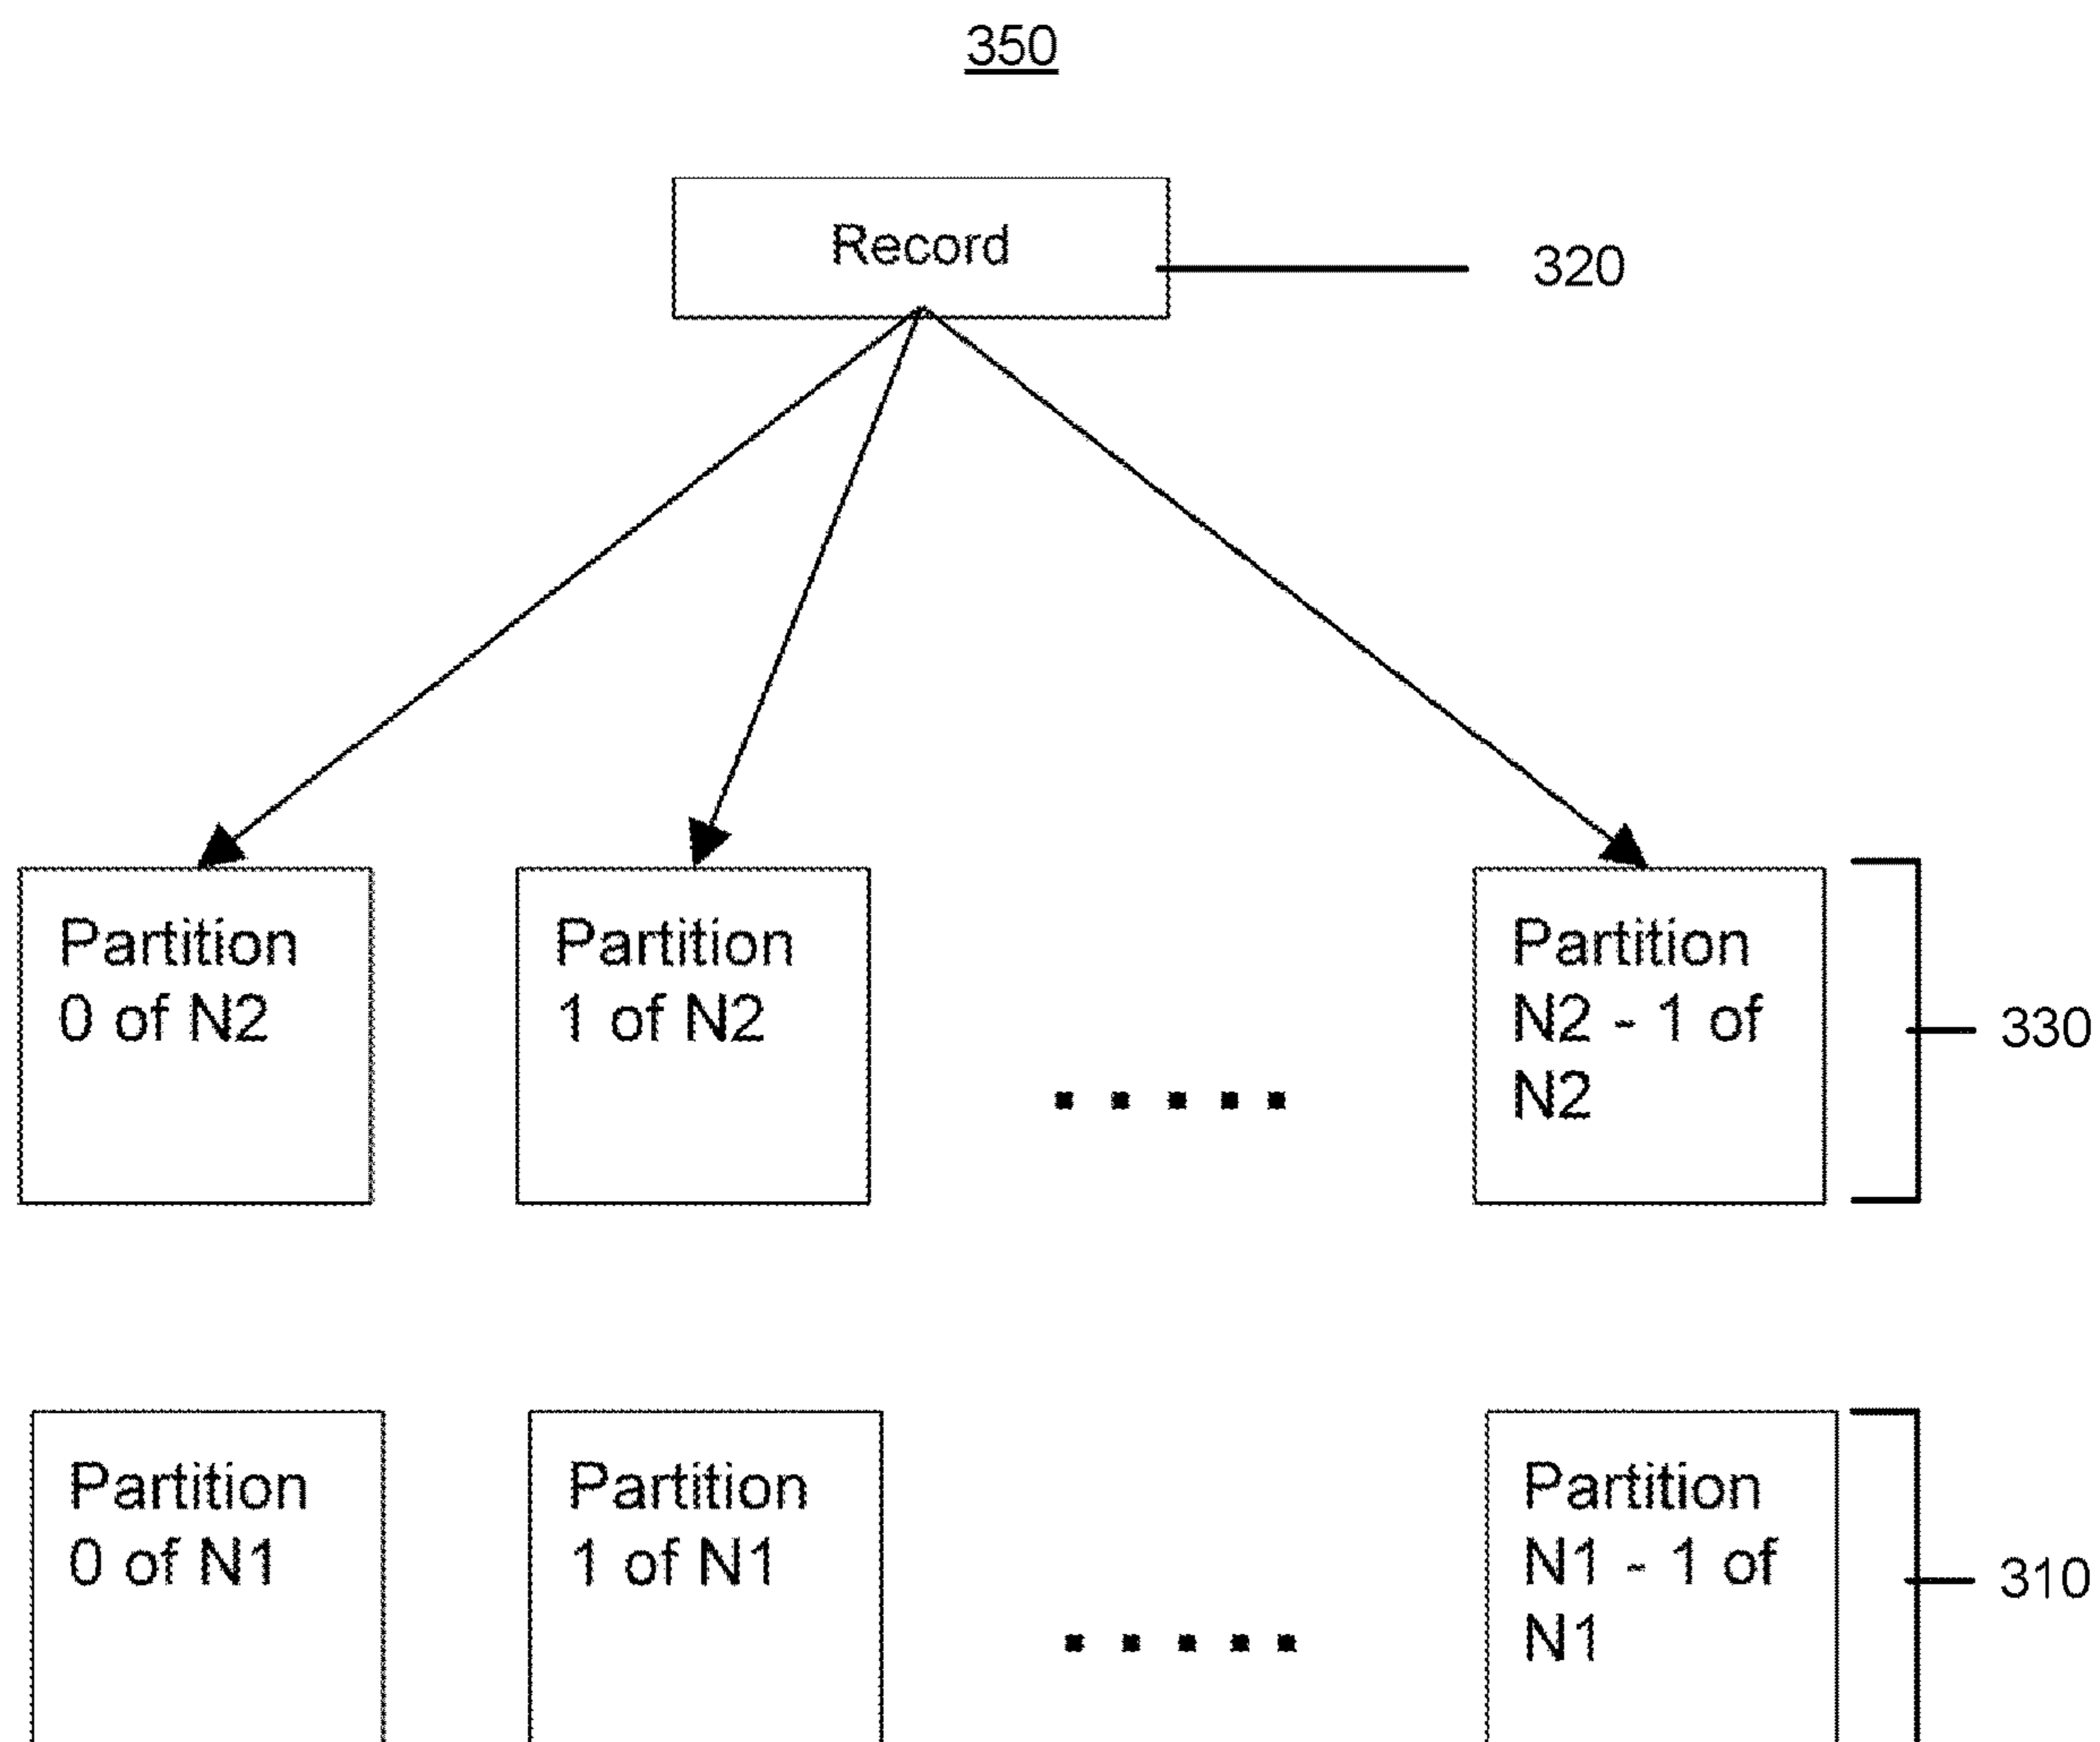 350
Record
320
Partition
0 of N2
Partition
1 of N2
Partition
N2 - 1 of
N2
330
Partition
0 of N1
Partition
1 of N1
Partition
N1 - 1 of
N1
310